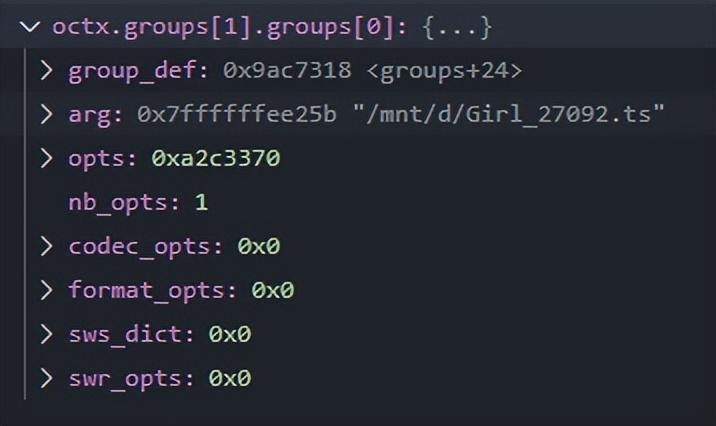 octx.groups[1].groups[0]: {...}
group_def: 0x9ac7318 <groups+24>
arg: 0x7ffffffee25b "/mnt/d/Girl_27092.ts"
opts: 0xa2c3370
nb_opts: 1
codec_opts: 0x0
format_opts: 0x0
sws_dict: 0x0
swr_opts: 0x0